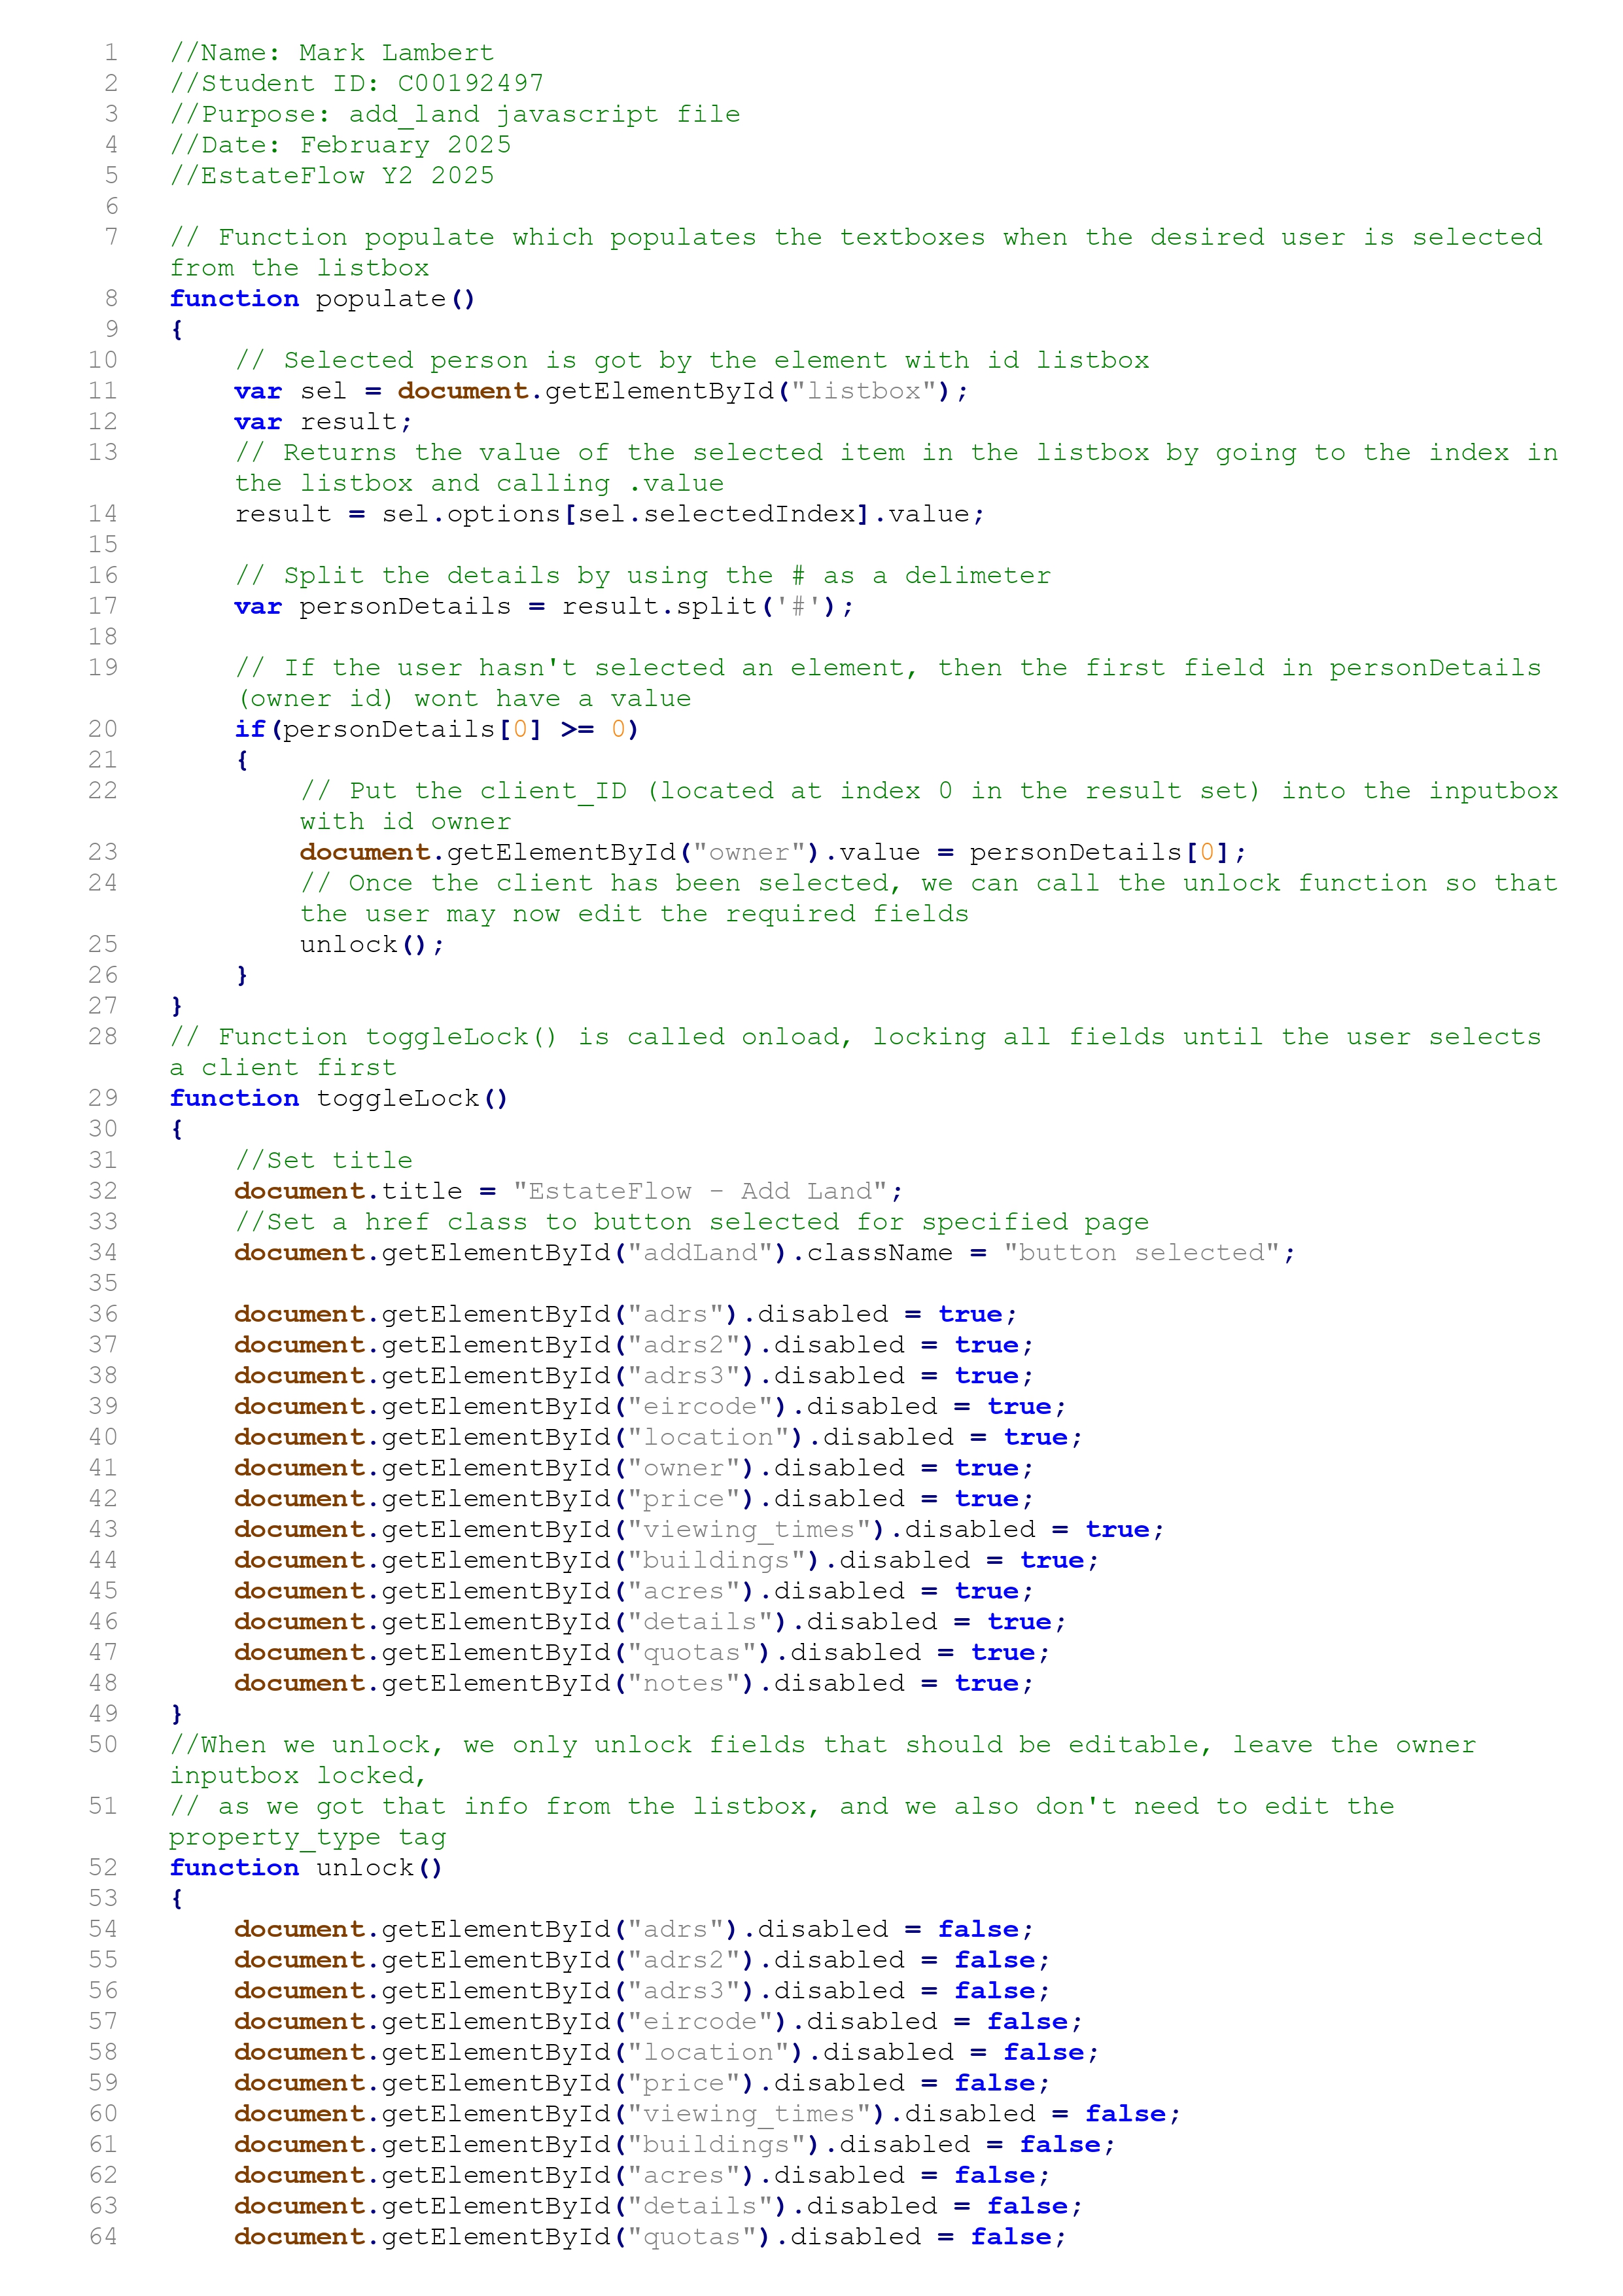 1 //Name: Mark Lambert
2 //Student ID: C00192497
3 //Purpose: add_land javascript file
4 //Date: February 2025
5 //EstateFlow Y2 2025
6
7 // Function populate which populates the textboxes when the desired user is selected
from the listbox
8 function populate()
9 {
10 // Selected person is got by the element with id listbox
11 var sel = document.getElementById("listbox");
12 var result;
13 // Returns the value of the selected item in the listbox by going to the index in
the listbox and calling .value
14 result = sel.options[sel.selectedIndex].value;
15
16 // Split the details by using the # as a delimeter
17 var personDetails = result.split('#');
18
19 // If the user hasn't selected an element, then the first field in personDetails
(owner id) wont have a value
20 if(personDetails[0] >= 0)
21 {
22 // Put the client_ID (located at index 0 in the result set) into the inputbox
with id owner
23 document.getElementById("owner").value = personDetails[0];
24 // Once the client has been selected, we can call the unlock function so that
the user may now edit the required fields
25 unlock();
26 }
27 }
28 // Function toggleLock() is called onload, locking all fields until the user selects
a client first
29 function toggleLock()
30 {
31 //Set title
32 document.title = "EstateFlow - Add Land";
33 //Set a href class to button selected for specified page
34 document.getElementById("addLand").className = "button selected";
35
36 document.getElementById("adrs").disabled = true;
37 document.getElementById("adrs2").disabled = true;
38 document.getElementById("adrs3").disabled = true;
39 document.getElementById("eircode").disabled = true;
40 document.getElementById("location").disabled = true;
41 document.getElementById("owner").disabled = true;
42 document.getElementById("price").disabled = true;
43 document.getElementById("viewing_times").disabled = true;
44 document.getElementById("buildings").disabled = true;
45 document.getElementById("acres").disabled = true;
46 document.getElementById("details").disabled = true;
47 document.getElementById("quotas").disabled = true;
48 document.getElementById("notes").disabled = true;
49 }
50 //When we unlock, we only unlock fields that should be editable, leave the owner
inputbox locked,
51 // as we got that info from the listbox, and we also don't need to edit the
property_type tag
52 function unlock()
53 {
54 document.getElementById("adrs").disabled = false;
55 document.getElementById("adrs2").disabled = false;
56 document.getElementById("adrs3").disabled = false;
57 document.getElementById("eircode").disabled = false;
58 document.getElementById("location").disabled = false;
59 document.getElementById("price").disabled = false;
60 document.getElementById("viewing_times").disabled = false;
61 document.getElementById("buildings").disabled = false;
62 document.getElementById("acres").disabled = false;
63 document.getElementById("details").disabled = false;
64 document.getElementById("quotas").disabled = false;